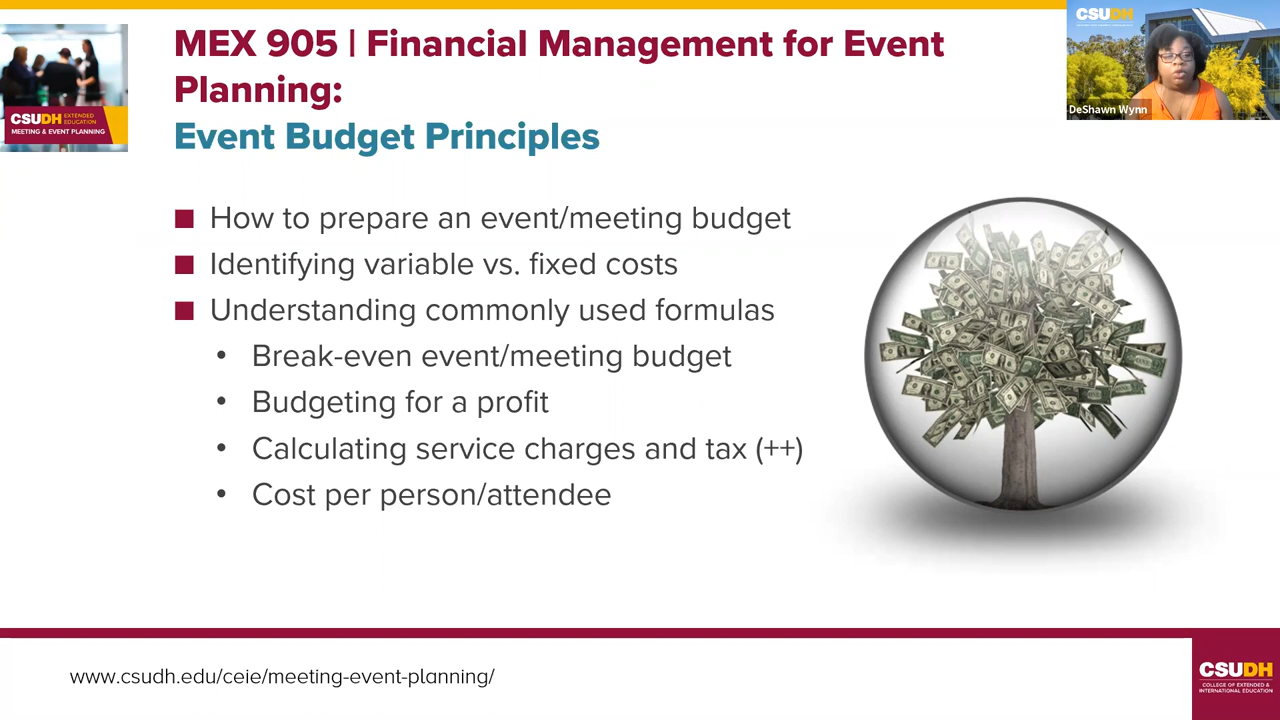 MEX 905 | Financial Management for Event
Planning:
Event Budget Principles
CSUDH EXTENDED
EDUCATION
MEETING & EVENT PLANNING
CSUDH
DeShawn Wynn
How to prepare an event/meeting budget
Identifying variable vs. fixed costs
Understanding commonly used formulas
• Break-even event/meeting budget
• Budgeting for a profit
• Calculating service charges and tax (++)
• Cost per person/attendee
www.csudh.edu/ceie/meeting-event-planning/
CSUDH
COLLEGE OF EXTENDED &
INTERNATIONAL EDUCATION